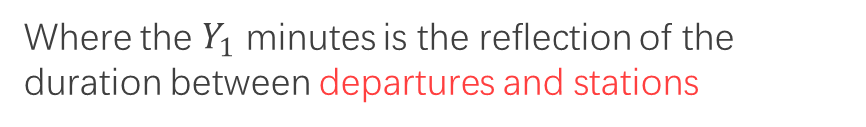 Where the Y₁ minutes is the reflection of the
duration between departures and stations